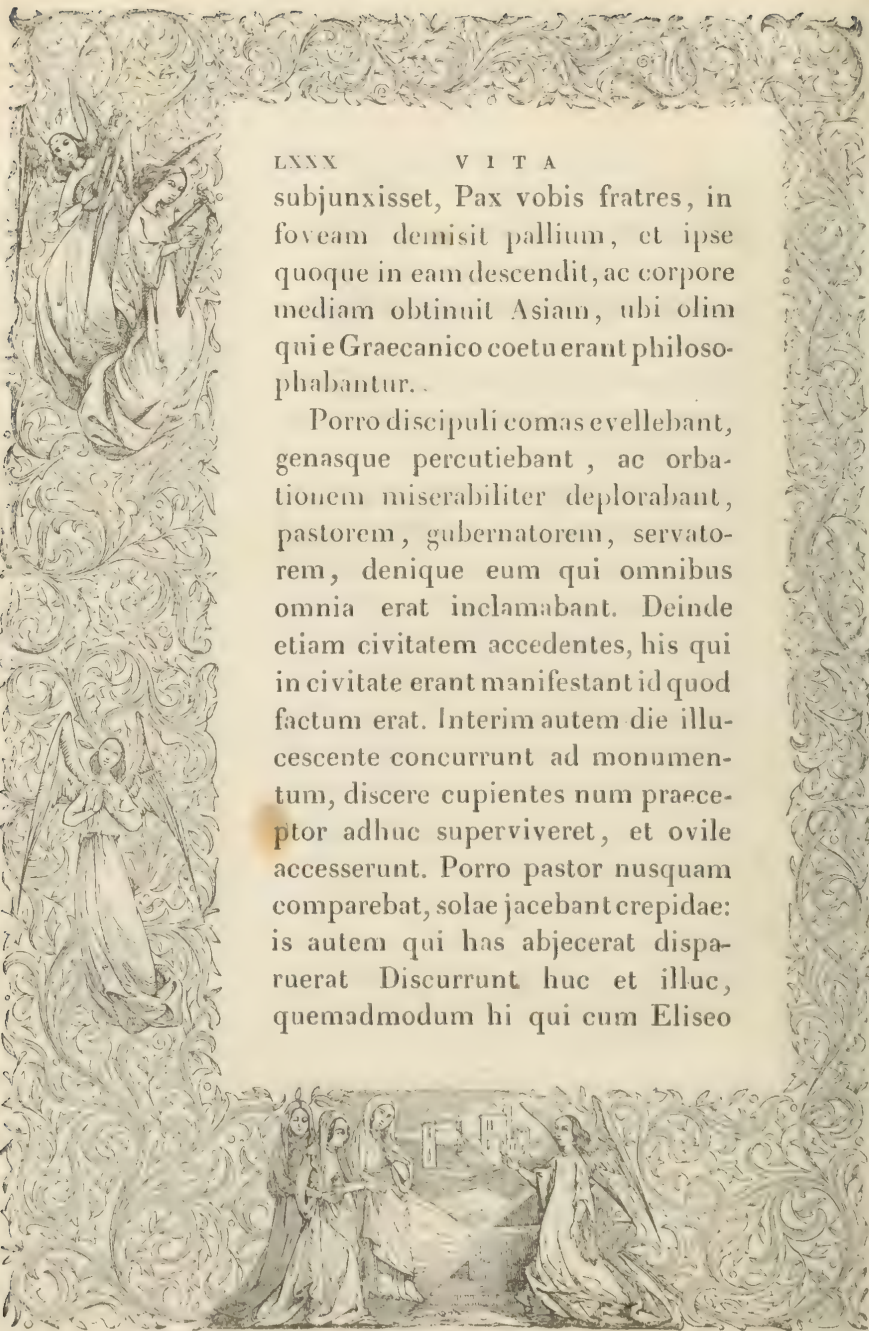 LXXX V I T A
subjunxisset, Pax vobis fratres, in
foveam demisit pallium, et ipse
quoque in eam descendit, ac corpore
mediam obtinuit Asiam, ubi olim
qui e Graecanico coetu erant philoso-
phabantur.
Porro discipuli comas evellebant,
genasque percutiebant , ac orba-
tionem miserabiliter deplorabant,
pastorem, gubernatorem, servato-
rem, denique eum qui omnibus
omnia erat inclamabant. Deinde
etiam civitatem accedentes, his qui
in civitate erant manifestant id quod
factum erat. Interim autem die illu-
cescente concurrunt ad monumen-
tum, discere cupientes num praece-
ptor adhuc superviveret, et ovile
accesserunt. Porro pastor nusquam
comparebat, solae jacebant crepidae:
is autem qui has abjecerat dispa-
ruerat Discurrunt huc et illuc,
quemadmodum hi qui cum Eliseo